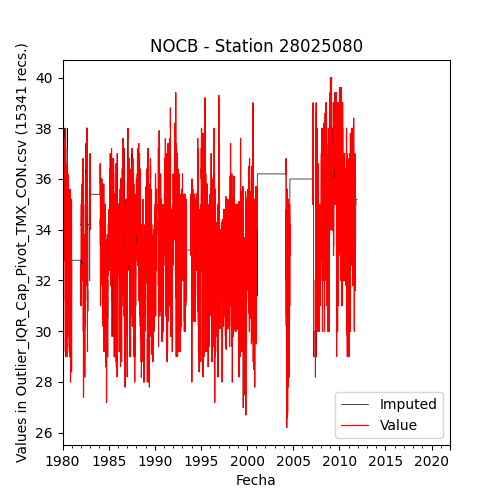 NOCB - Station 28025080
Values in Outlier_IQR_Cap_Pivot_TMX_CON.csv (15341 recs.)
40
38
36
34
32
30
28
26
1980 1985 1990 1995 2000 2005 2010 2015 2020
Fecha
Imputed
Value